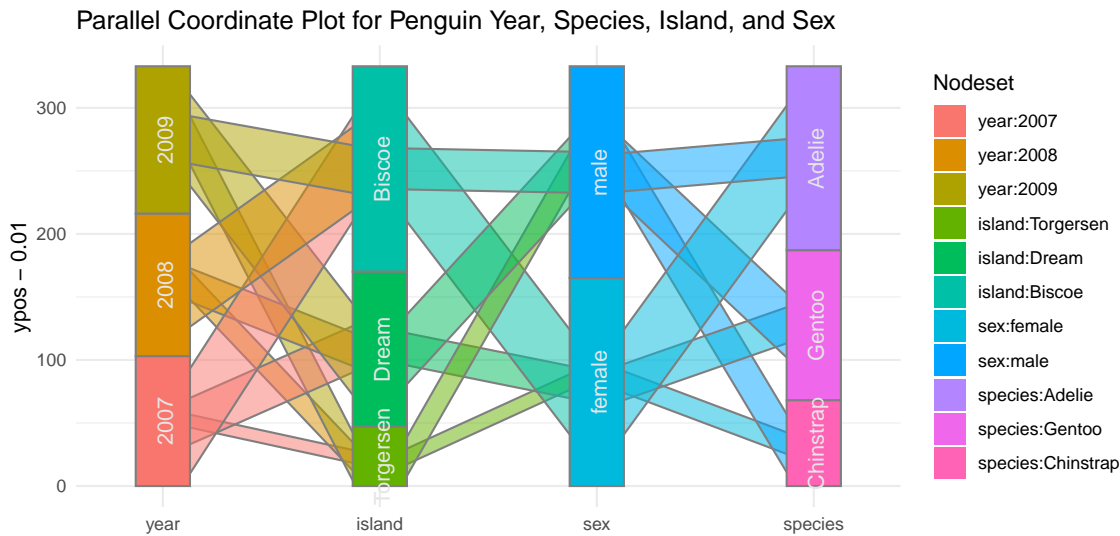 Parallel Coordinate Plot for Penguin Year, Species, Island, and Sex
ypos − 0.01
300
200
100
0
2009
2008
2007
Biscoe
Dream
Torgersen
male
female
Adelie
Gentoo
Chinstrap
year
island
sex
species
Nodeset
year:2007
year:2008
year:2009
island:Torgersen
island:Dream
island:Biscoe
sex:female
sex:male
species:Adelie
species:Gentoo
species:Chinstrap